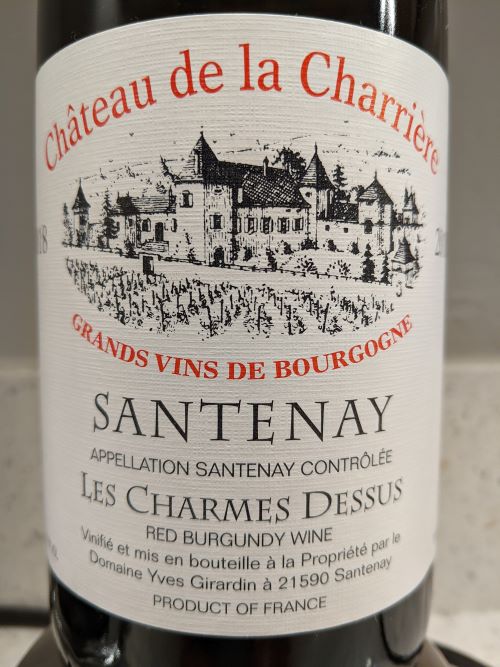 Château de la Charrière
GRANDS VINS DE BOURGOGNE
SANTENAY
APPELLATION SANTENAY CONTRÔLÉE
LES CHARMES DESSUS
RED BURGUNDY WINE
Vinifié et mis en bouteille à la Propriété par le
Domaine Yves Girardin à 21590 Santenay
PRODUCT OF FRANCE